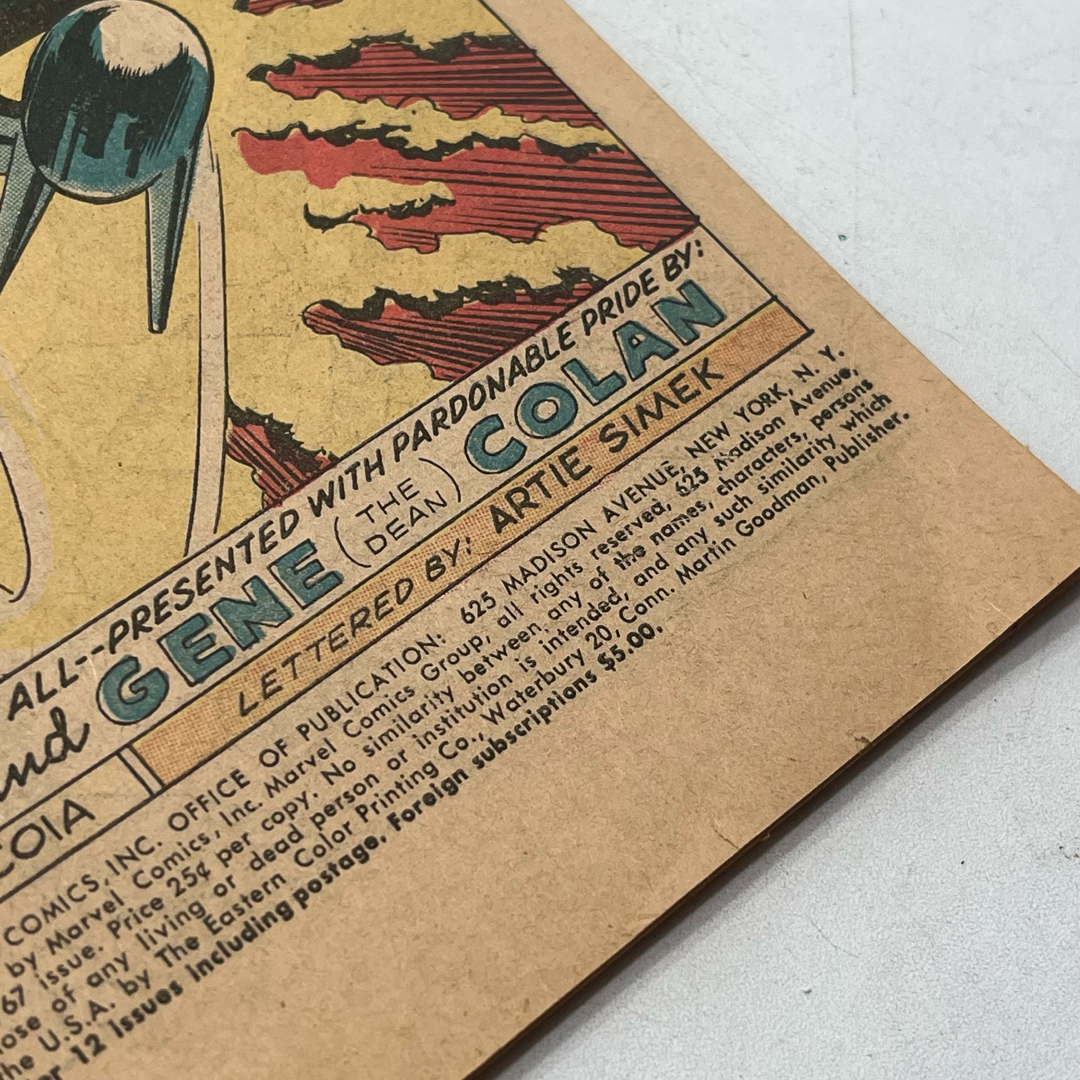 ALL--PRESENTED WITH PARDONABLE PRIDE BY:
and GENE (THE DEAN) COLAN
LETTERED BY: ARTIE SIMEK
COIA
COMICS, INC. OFFICE OF PUBLICATION: 625 MADISON AVENUE, NEW YORK, N. Y.
by Marvel Comics, Inc. Marvel Comics Group, all rights reserved, 625 Madison Avenue,
67 issue. Price 25¢ per copy. No similarity between any of the names, characters, persons
ose of any living or dead person or institution is intended, and any such similarity which
he U.S.A. by The Eastern Color Printing Co., Waterbury 20, Conn. Martin Goodman, Publisher.
r 12 issues including postage. Foreign subscriptions $5.00.